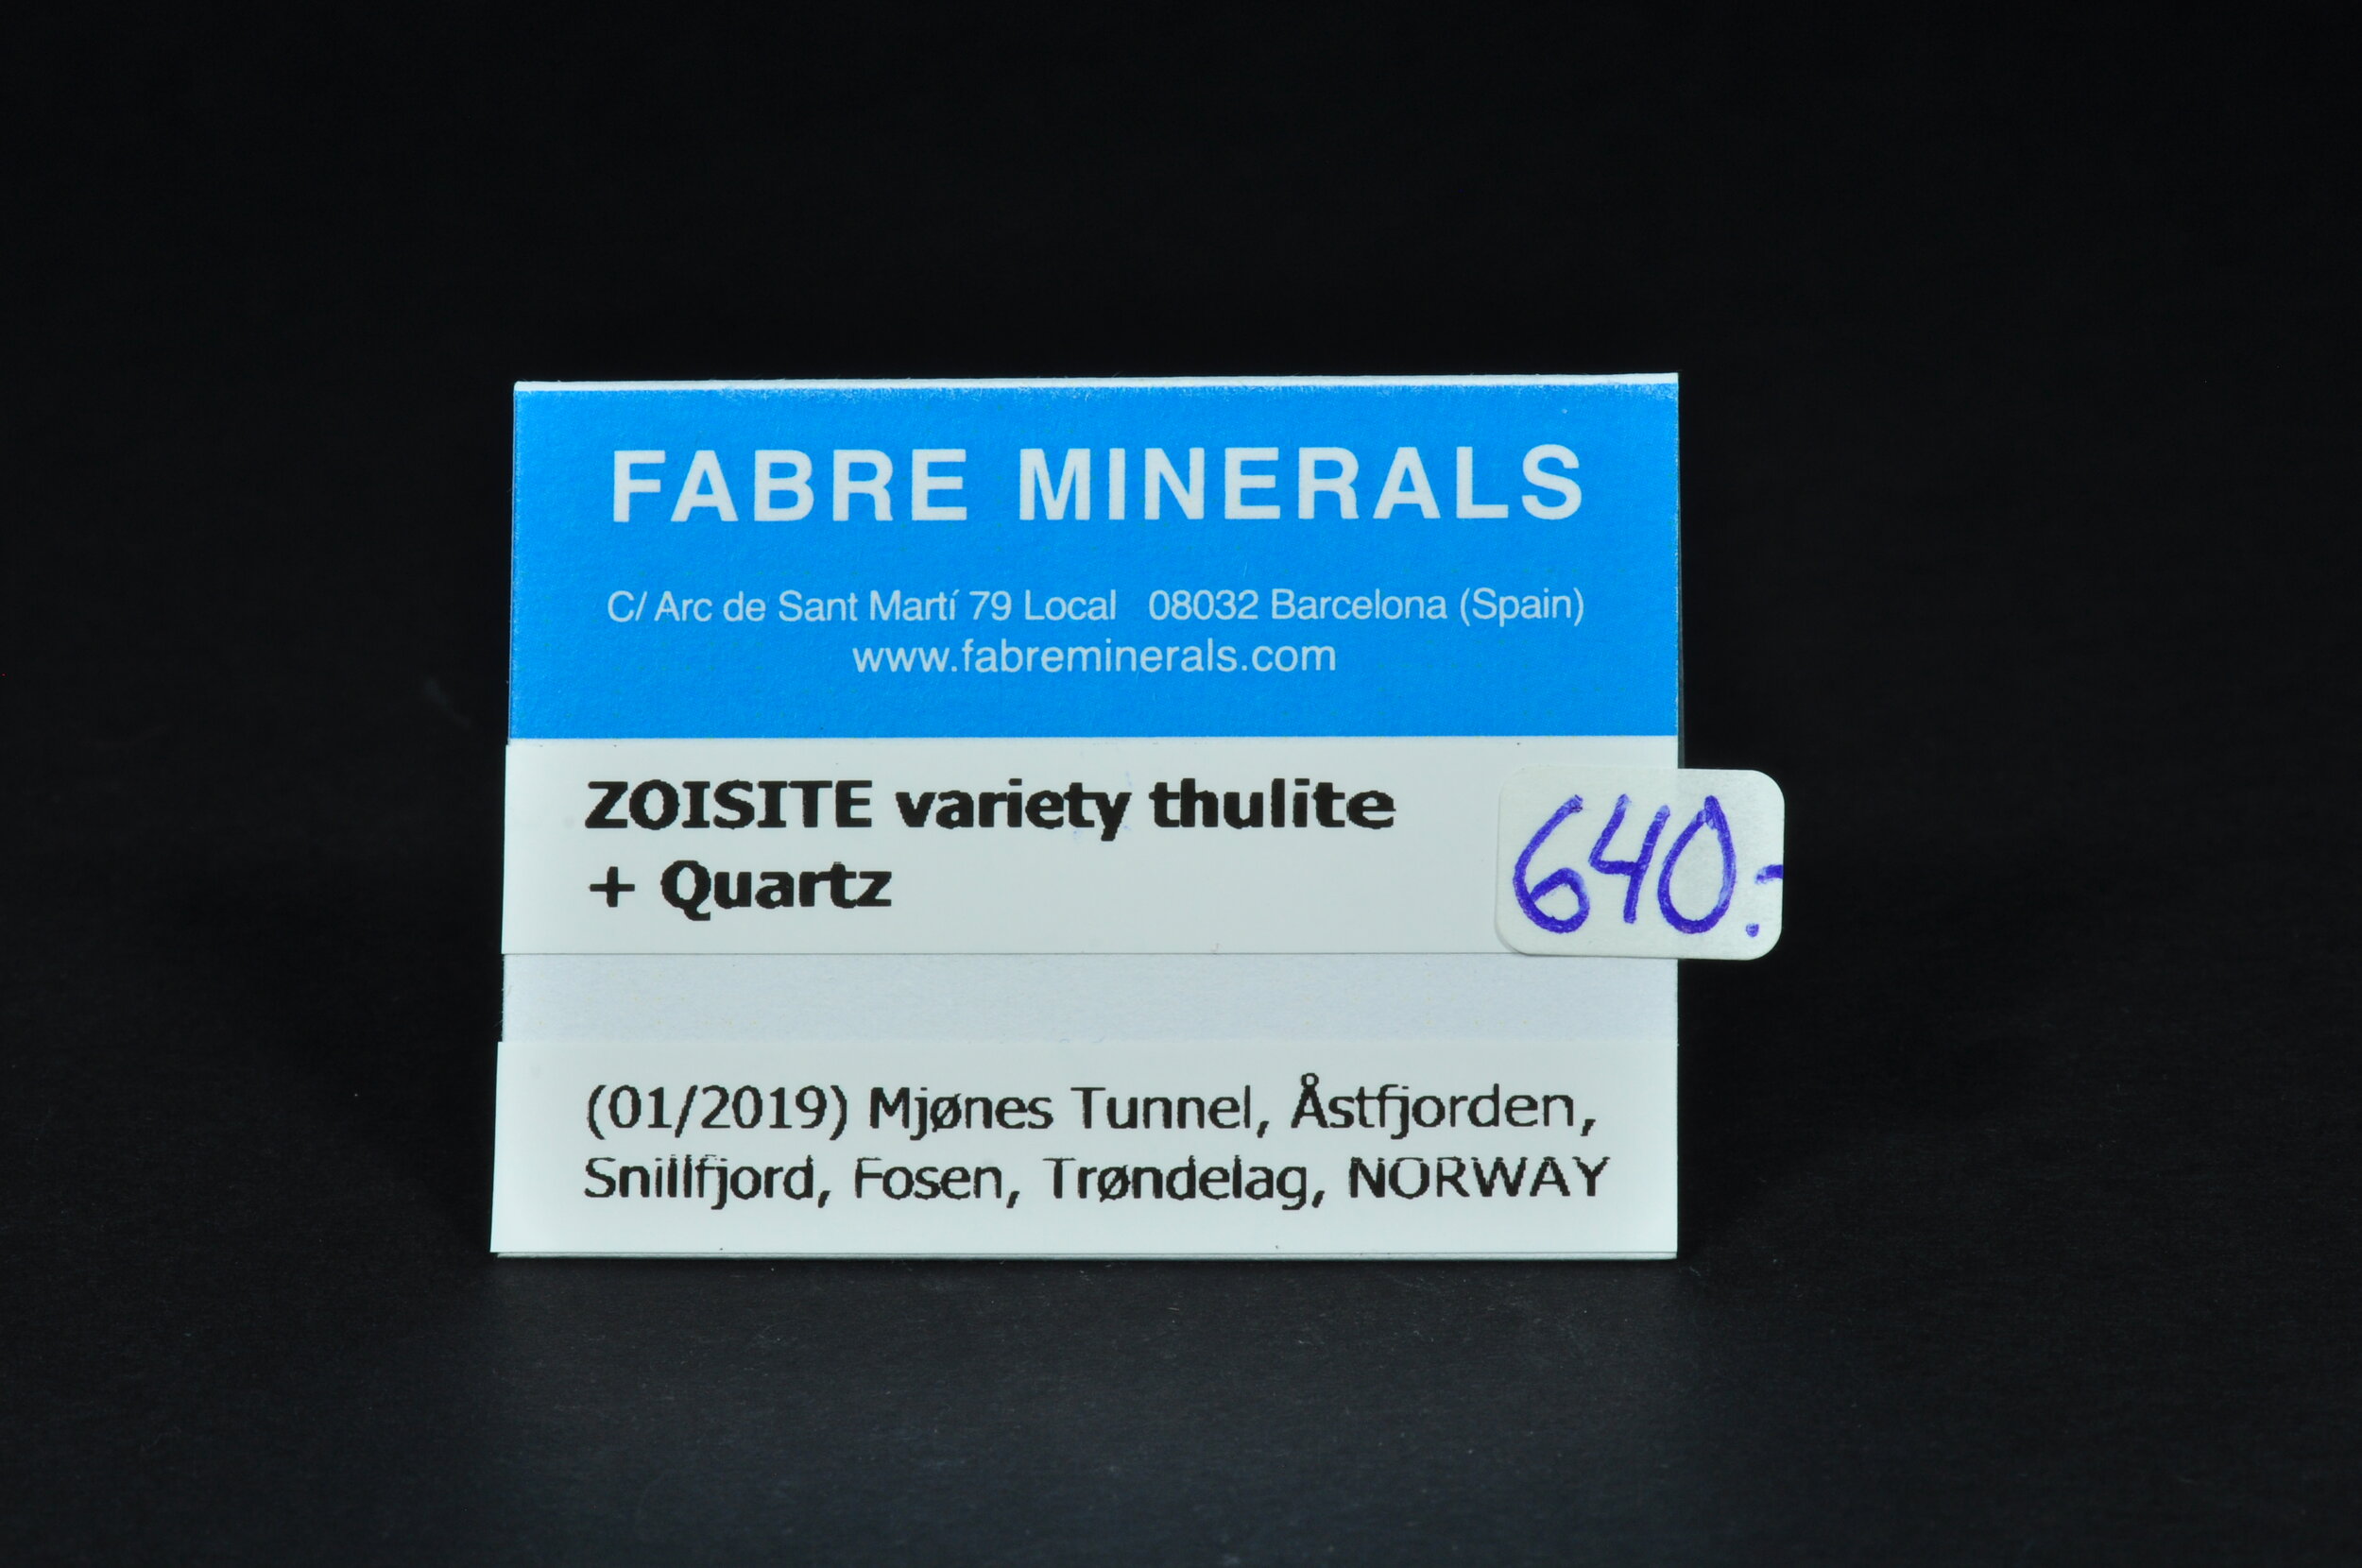 FABRE MINERALS
C/ Arc de Sant Martí 79 Local 08032 Barcelona (Spain)
www.fabreminerals.com
ZOISITE variety thulite
+ Quartz
640.-
(01/2019) Mjønes Tunnel, Åstfjorden,
Snillfjord, Fosen, Trøndelag, NORWAY